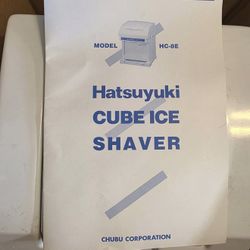 MODEL HC-8E
Hatsuyuki
CUBE ICE
SHAVER
CHUBU CORPORATION